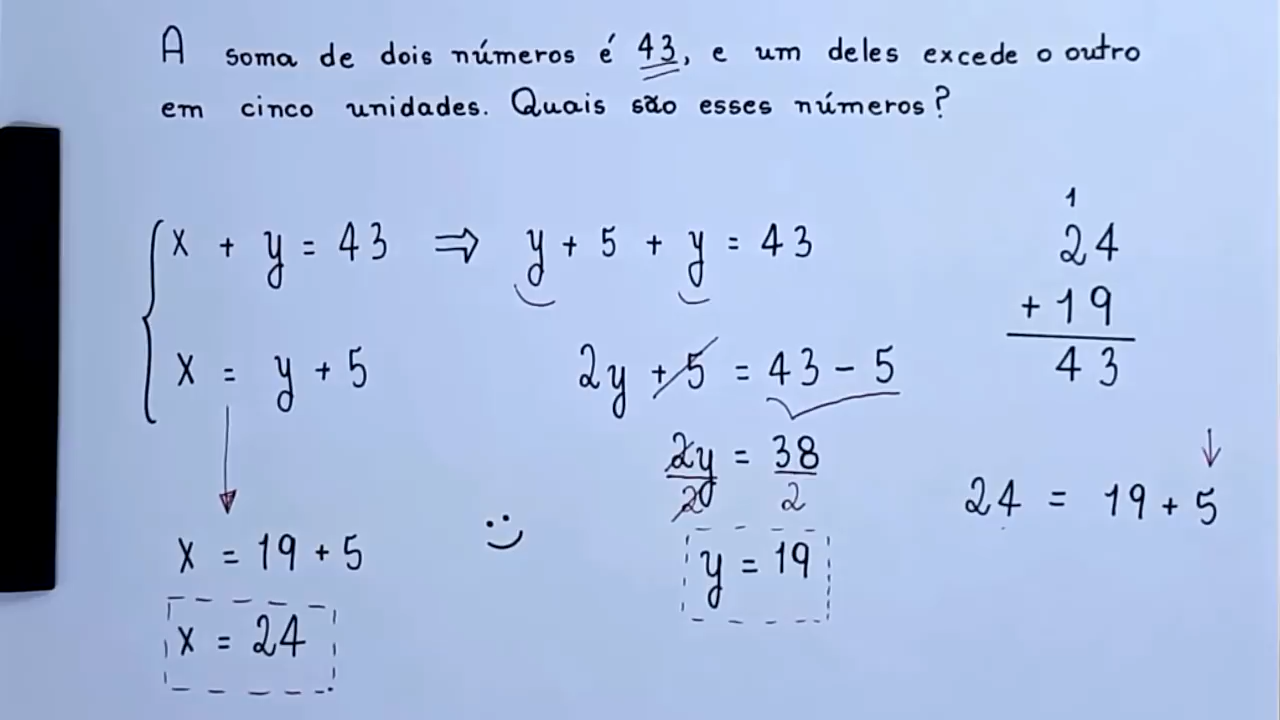 A soma de dois números é 43, e um deles excede o outro
em cinco unidades. Quais são esses números?
x + y = 43 ⇒ y + 5 + y = 43
x = y + 5
2y + 5 = 43 - 5
2y/2 = 38/2
y = 19
x = 19 + 5
x = 24
1
24
+ 19
43
24 = 19 + 5